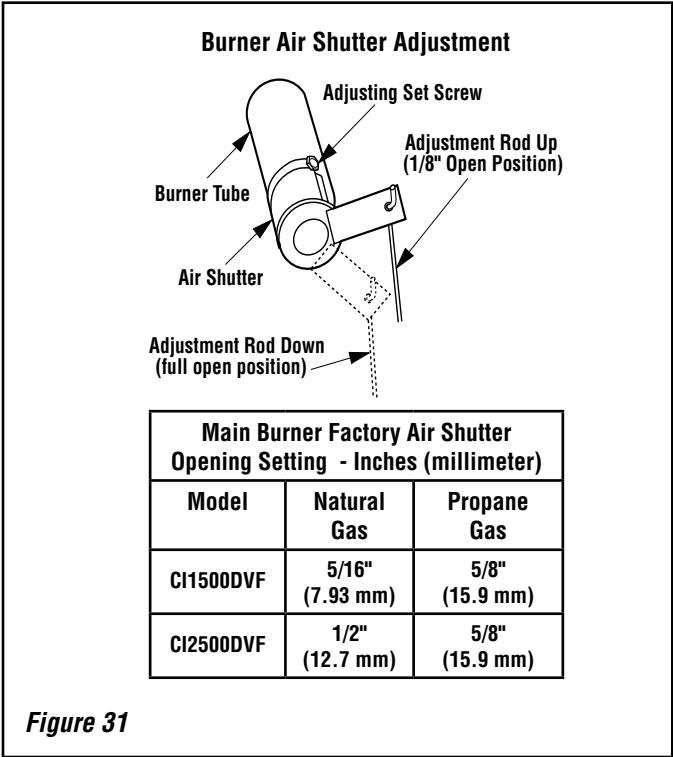 Burner Air Shutter Adjustment
Adjusting Set Screw
Adjustment Rod Up
(1/8" Open Position)
Burner Tube
Air Shutter
Adjustment Rod Down
(full open position)
Main Burner Factory Air Shutter
Opening Setting - Inches (millimeter)
Model Natural Gas Propane Gas
CI1500DVF 5/16" (7.93 mm) 5/8" (15.9 mm)
CI2500DVF 1/2" (12.7 mm) 5/8" (15.9 mm)
Figure 31